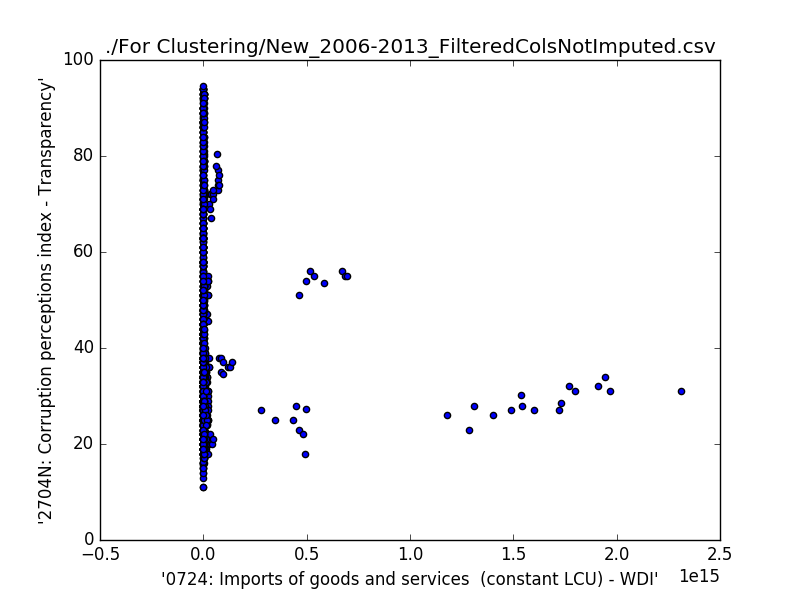 ./For Clustering/New_2006-2013_FilteredColsNotImputed.csv
'2704N: Corruption perceptions index - Transparency'
100
80
60
40
20
0
−0.5 0.0 0.5 1.0 1.5 2.0 2.5
1e15
'0724: Imports of goods and services  (constant LCU) - WDI'